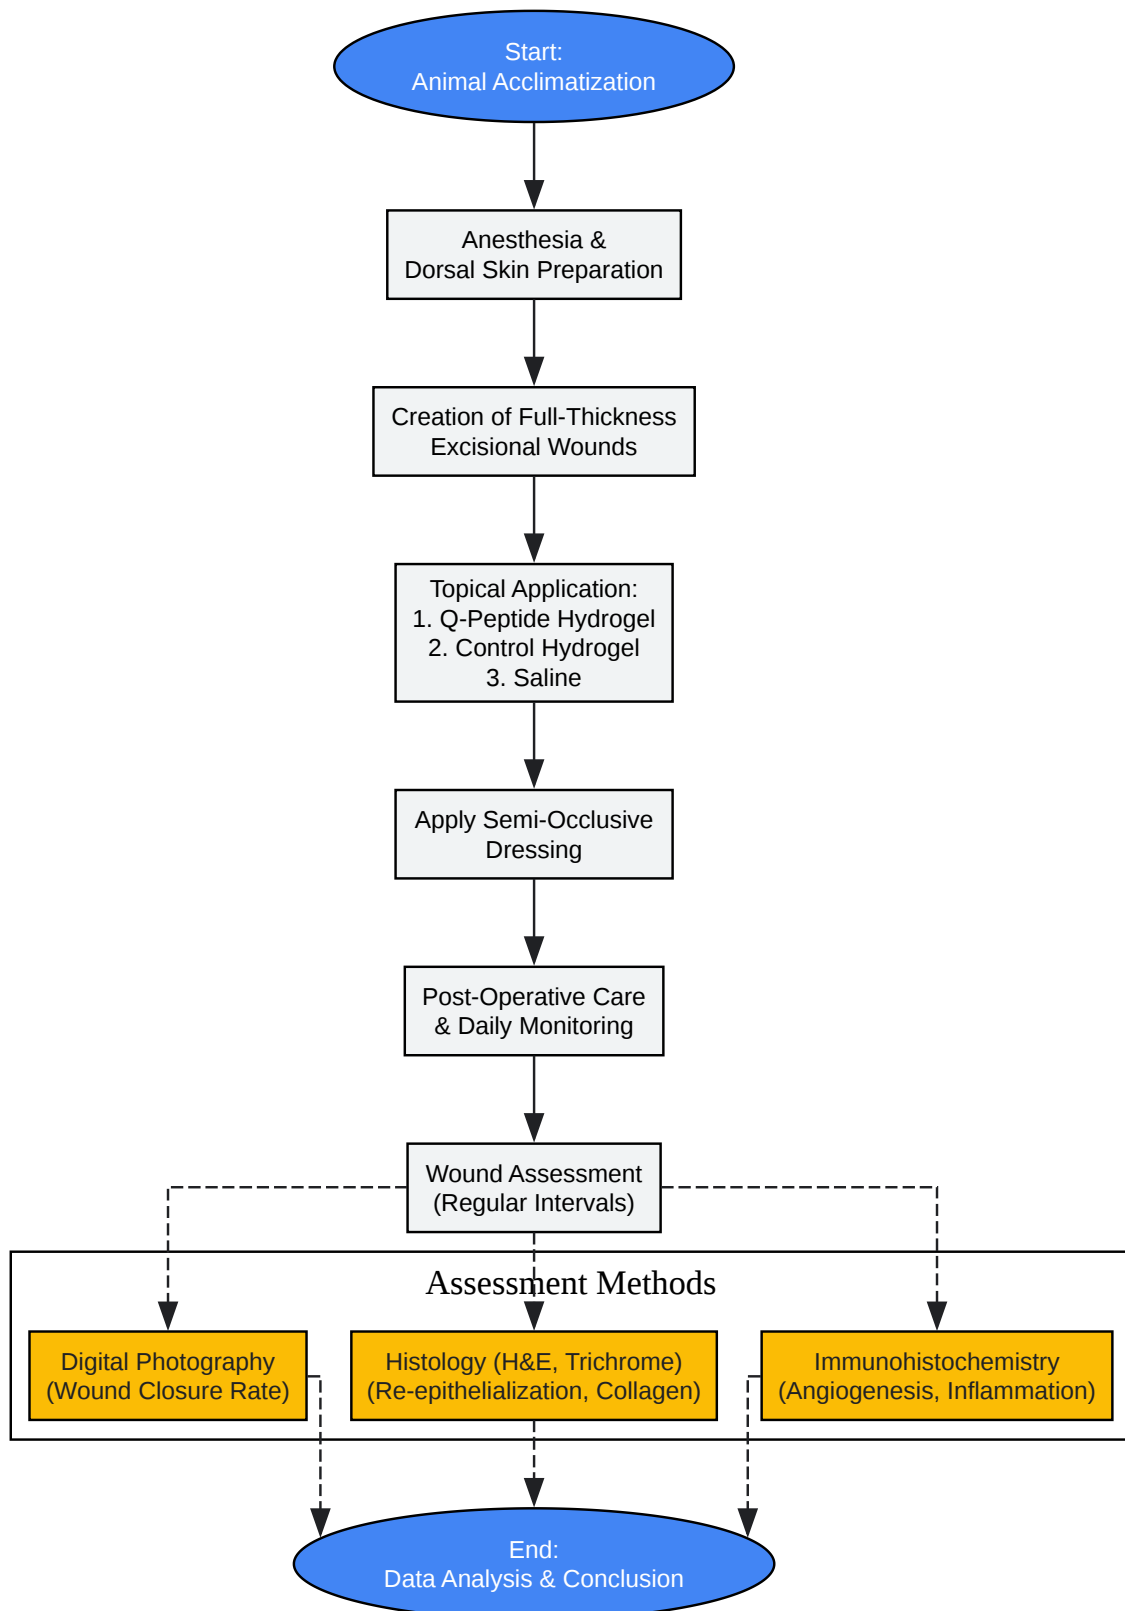 Start:
Animal Acclimatization
Anesthesia &
Dorsal Skin Preparation
Creation of Full-Thickness
Excisional Wounds
Topical Application:
1. Q-Peptide Hydrogel
2. Control Hydrogel
3. Saline
Apply Semi-Occlusive
Dressing
Post-Operative Care
& Daily Monitoring
Wound Assessment
(Regular Intervals)
Assessment Methods
Digital Photography
(Wound Closure Rate)
Histology (H&E, Trichrome)
(Re-epithelialization, Collagen)
Immunohistochemistry
(Angiogenesis, Inflammation)
End:
Data Analysis & Conclusion